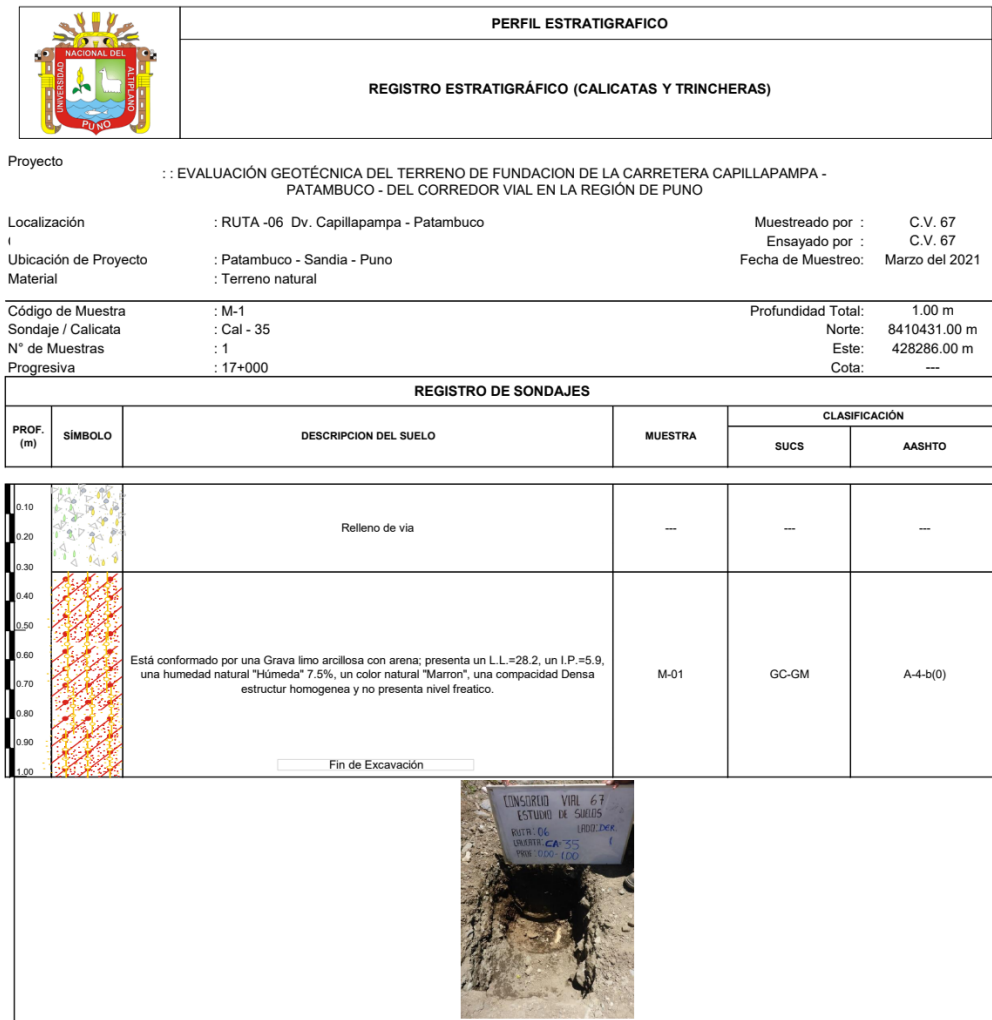 PERFIL ESTRATIGRAFICO
REGISTRO ESTRATIGRÁFICO (CALICATAS Y TRINCHERAS)
NACIONAL DEL
UNIVERSIDAD
ALTIPLANO
PUNO
Proyecto
: : EVALUACIÓN GEOTÉCNICA DEL TERRENO DE FUNDACION DE LA CARRETERA CAPILLAPAMPA -
PATAMBUCO - DEL CORREDOR VIAL EN LA REGIÓN DE PUNO
Localización : RUTA -06 Dv. Capillapampa - Patambuco Muestreado por : C.V. 67
Ensayado por : C.V. 67
Ubicación de Proyecto : Patambuco - Sandia - Puno Fecha de Muestreo: Marzo del 2021
Material : Terreno natural
Código de Muestra : M-1 Profundidad Total: 1.00 m
Sondaje / Calicata : Cal - 35 Norte: 8410431.00 m
N° de Muestras : 1 Este: 428286.00 m
Progresiva : 17+000 Cota: ---
REGISTRO DE SONDAJES
PROF. (m) SÍMBOLO DESCRIPCION DEL SUELO MUESTRA CLASIFICACIÓN
SUCS AASHTO
0.10
Relleno de via --- --- ---
0.20
0.30
0.40
0.50
0.60
Está conformado por una Grava limo arcillosa con arena; presenta un L.L.=28.2, un I.P.=5.9,
una humedad natural "Húmeda" 7.5%, un color natural "Marron", una compacidad Densa
estructur homogenea y no presenta nivel freatico.
M-01 GC-GM A-4-b(0)
0.70
0.80
0.90
1.00
Fin de Excavación
CONSORCIO VIAL 67
ESTUDIO DE SUELOS
RUTA: 06 LADO: DER.
CA-35
PROF: 0.00-1.00